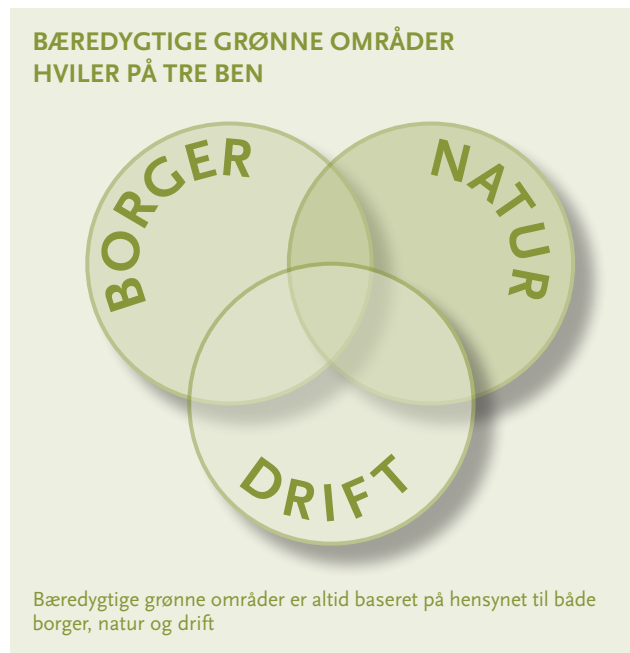 BÆREDYGTIGE GRØNNE OMRÅDER
HVILER PÅ TRE BEN
BORGER
NATUR
DRIFT
Bæredygtige grønne områder er altid baseret på hensynet til både
borger, natur og drift